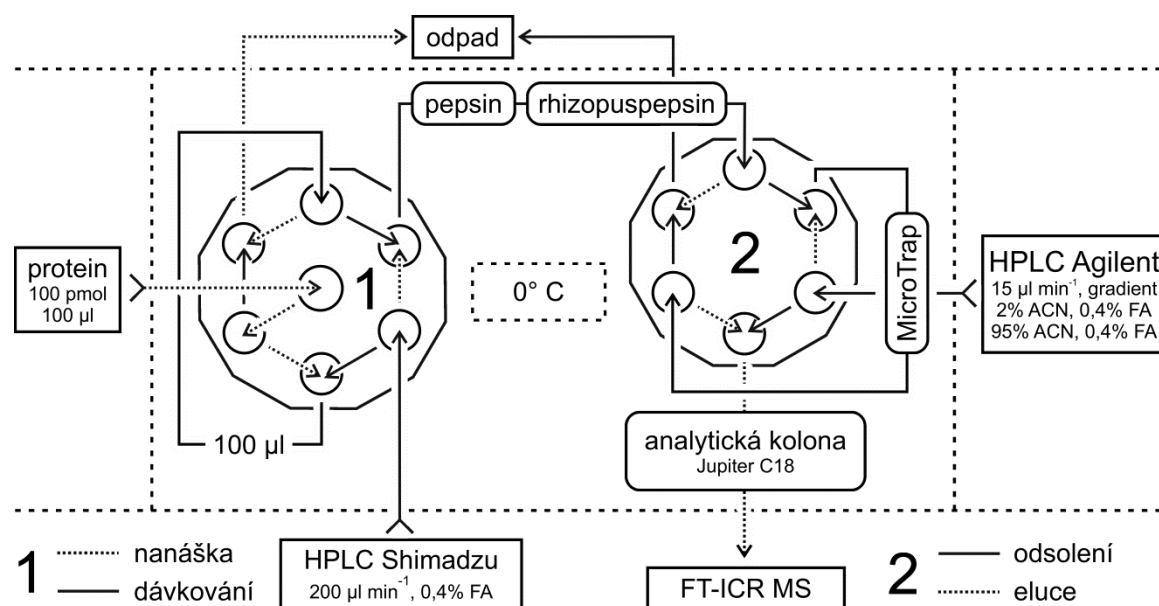 odpad
pepsin
rhizopuspepsin
1
2
protein
100 pmol
100 µl
0° C
MicroTrap
HPLC Agilent
15 µl min⁻¹, gradient
2% ACN, 0,4% FA
95% ACN, 0,4% FA
100 µl
analytická kolona
Jupiter C18
1
nanáška
dávkování
HPLC Shimadzu
200 µl min⁻¹, 0,4% FA
FT-ICR MS
2
odsolení
eluce